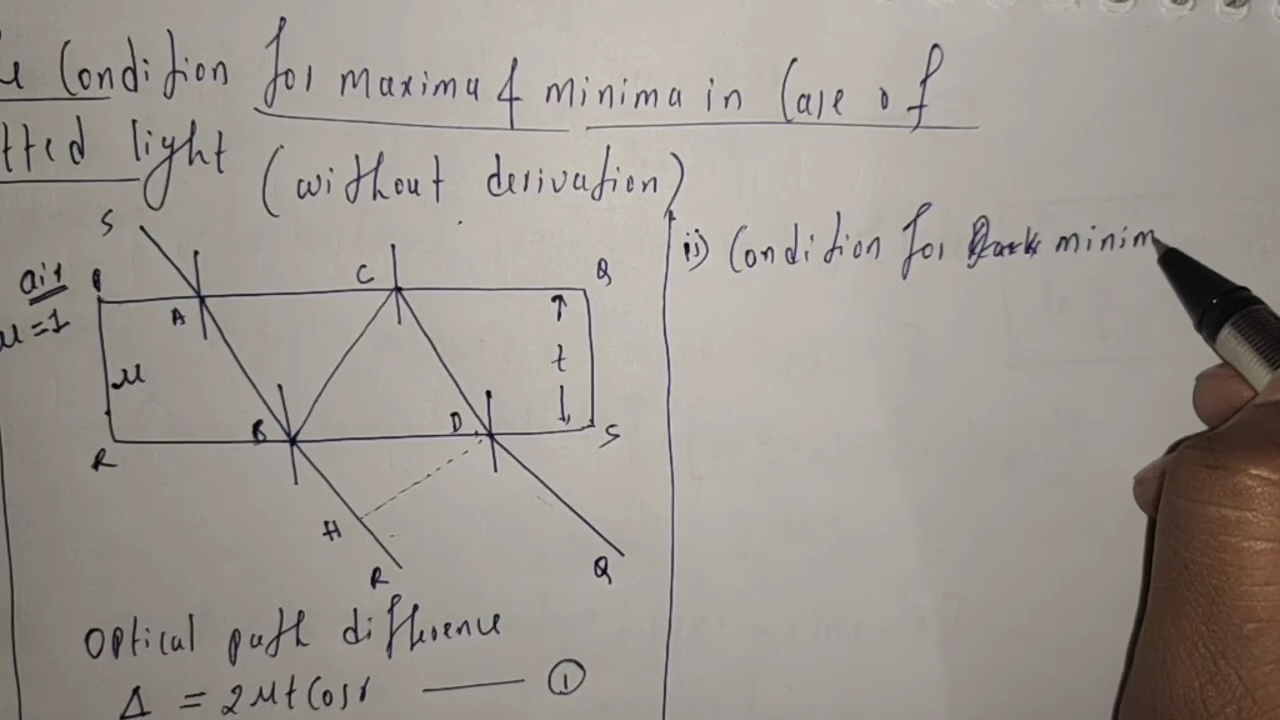 Condition for maxima & minima in Case of
tted light (without derivation)
S
ii) Condition for minim
air
C
Q
μ=1
A
t
μ
B
D
S
R
H
R
Q
Optical path difference
Δ = 2μt Cosr —— ①